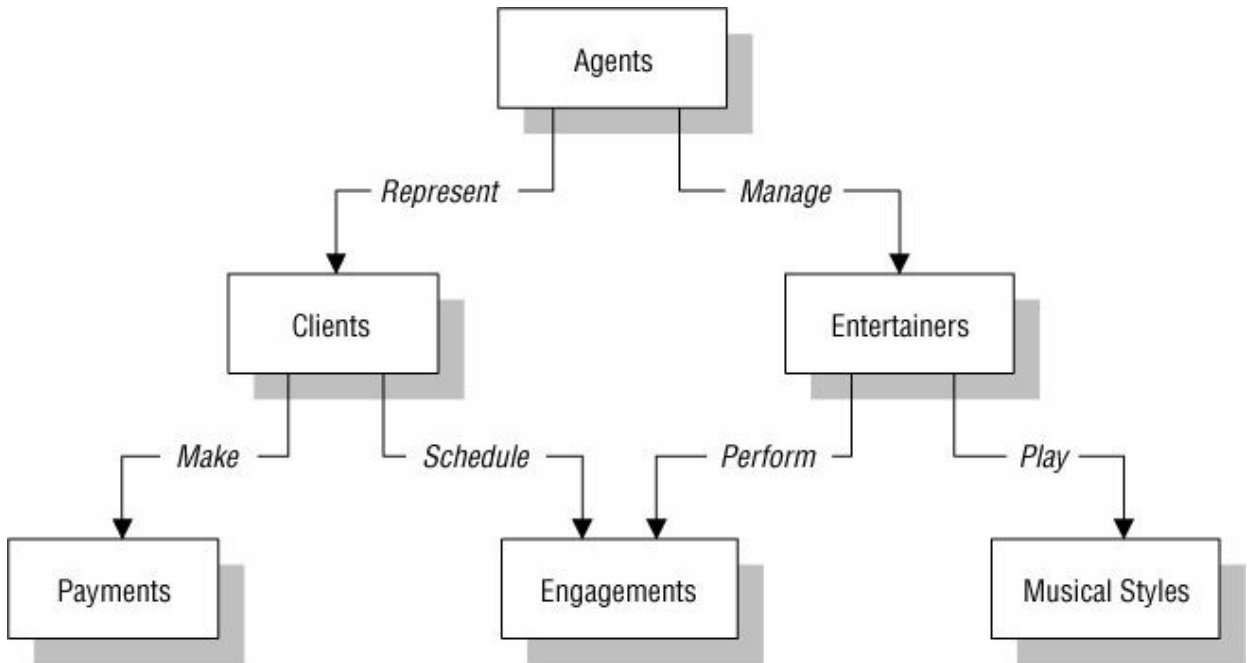 Agents
Represent
Manage
Clients
Entertainers
Make
Schedule
Perform
Play
Payments
Engagements
Musical Styles